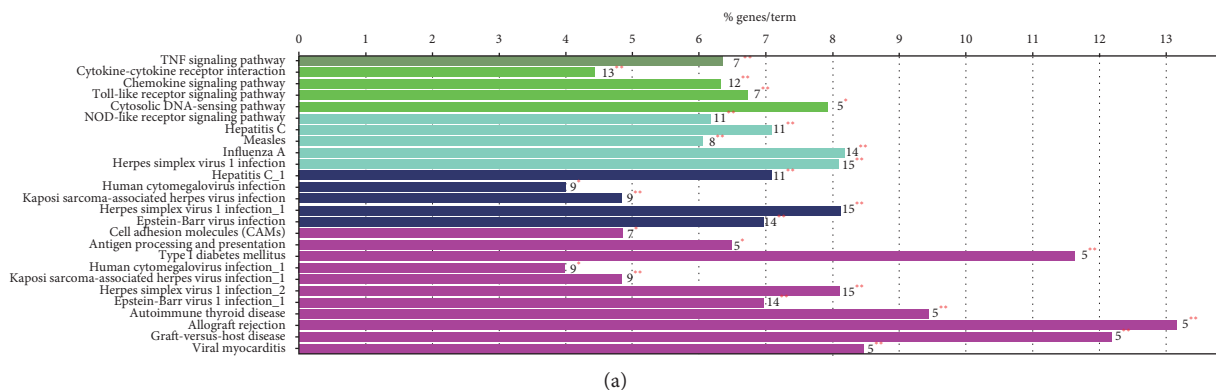 % genes/term
0 1 2 3 4 5 6 7 8 9 10 11 12 13
TNF signaling pathway 7**
Cytokine-cytokine receptor interaction 13**
Chemokine signaling pathway 12**
Toll-like receptor signaling pathway 7**
Cytosolic DNA-sensing pathway 5*
NOD-like receptor signaling pathway 11**
Hepatitis C 11**
Measles 8**
Influenza A 14**
Herpes simplex virus 1 infection 15**
Hepatitis C_1 11**
Human cytomegalovirus infection 9*
Kaposi sarcoma-associated herpes virus infection 9**
Herpes simplex virus 1 infection_1 15**
Epstein-Barr virus infection 14**
Cell adhesion molecules (CAMs) 7*
Antigen processing and presentation 5*
Type I diabetes mellitus 5**
Human cytomegalovirus infection_1 9*
Kaposi sarcoma-associated herpes virus infection_1 9**
Herpes simplex virus 1 infection_2 15**
Epstein-Barr virus 1 infection_1 14**
Autoimmune thyroid disease 5**
Allograft rejection 5**
Graft-versus-host disease 5**
Viral myocarditis 5**
(a)